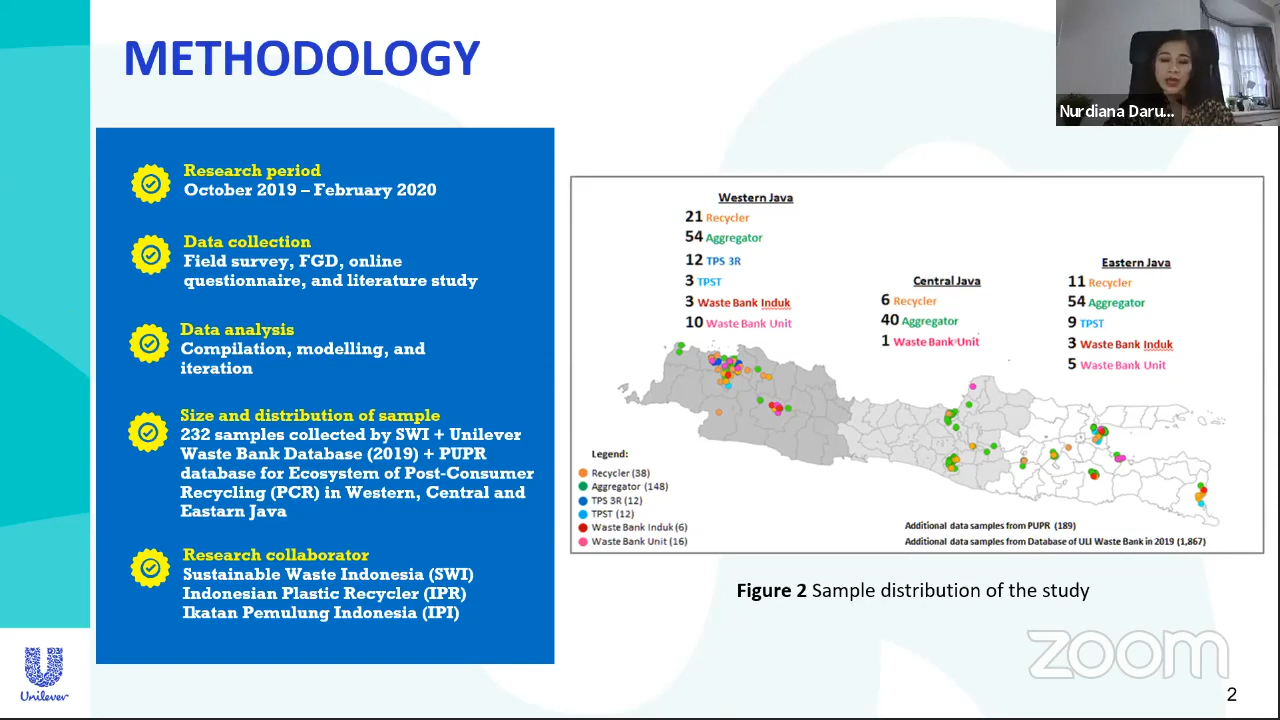 METHODOLOGY
Nurdiana Daru...
Research period
October 2019 – February 2020
Data collection
Field survey, FGD, online
questionnaire, and literature study
Data analysis
Compilation, modelling, and
iteration
Size and distribution of sample
232 samples collected by SWI + Unilever
Waste Bank Database (2019) + PUPR
database for Ecosystem of Post-Consumer
Recycling (PCR) in Western, Central and
Eastarn Java
Research collaborator
Sustainable Waste Indonesia (SWI)
Indonesian Plastic Recycler (IPR)
Ikatan Pemulung Indonesia (IPI)
Western Java
21 Recycler
54 Aggregator
12 TPS 3R
3 TPST
3 Waste Bank Induk
10 Waste Bank Unit
Central Java
6 Recycler
40 Aggregator
1 Waste Bank Unit
Eastern Java
11 Recycler
54 Aggregator
9 TPST
3 Waste Bank Induk
5 Waste Bank Unit
Legend:
Recycler (38)
Aggregator (148)
TPS 3R (12)
TPST (12)
Waste Bank Induk (6)
Waste Bank Unit (16)
Additional data samples from PUPR (189)
Additional data samples from Database of ULI Waste Bank in 2019 (1,867)
Figure 2 Sample distribution of the study
Unilever
zoom
2